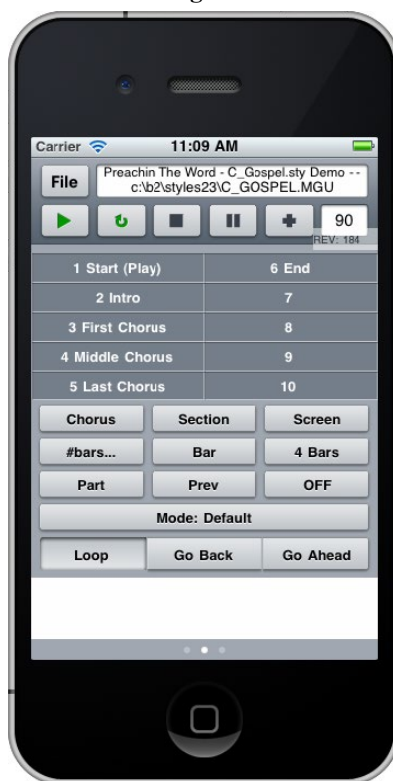 Carrier 11:09 AM
File Preachin The Word - C_Gospel.sty Demo --
c:\b2\styles23\C_GOSPEL.MGU
90
REV: 184
1 Start (Play) 6 End
2 Intro 7
3 First Chorus 8
4 Middle Chorus 9
5 Last Chorus 10
Chorus Section Screen
#bars... Bar 4 Bars
Part Prev OFF
Mode: Default
Loop Go Back Go Ahead